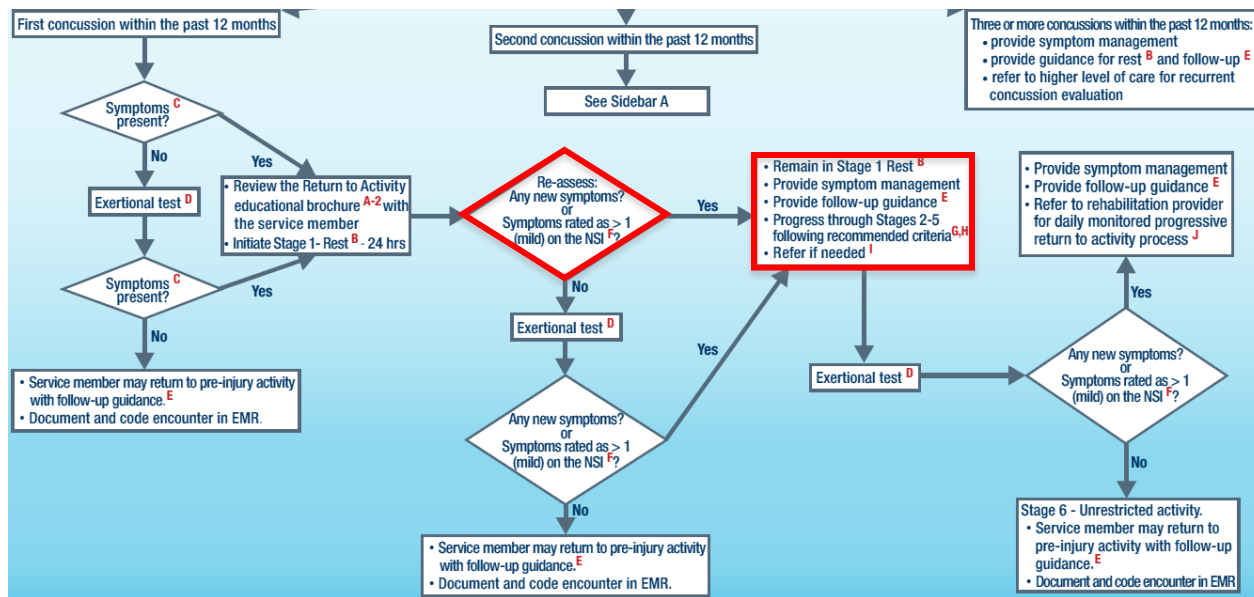 First concussion within the past 12 months
Symptoms C
present?
No
Yes
Exertional test D
Symptoms C
present?
Yes
No
• Service member may return to pre-injury activity
with follow-up guidance. E
• Document and code encounter in EMR.
• Review the Return to Activity
educational brochure A-2 with
the service member
• Initiate Stage 1- Rest B - 24 hrs
Second concussion within the past 12 months
See Sidebar A
Re-assess:
Any new symptoms?
or
Symptoms rated as > 1
(mild) on the NSI F?
Yes
No
Exertional test D
Any new symptoms?
or
Symptoms rated as > 1
(mild) on the NSI F?
Yes
No
• Service member may return to pre-injury activity
with follow-up guidance. E
• Document and code encounter in EMR.
• Remain in Stage 1 Rest B
• Provide symptom management
• Provide follow-up guidance E
• Progress through Stages 2-5
following recommended criteria G,H
• Refer if needed I
Exertional test D
Three or more concussions within the past 12 months:
• provide symptom management
• provide guidance for rest B and follow-up E
• refer to higher level of care for recurrent
concussion evaluation
• Provide symptom management
• Provide follow-up guidance E
• Refer to rehabilitation provider
for daily monitored progressive
return to activity process J
Yes
Any new symptoms?
or
Symptoms rated as > 1
(mild) on the NSI F?
No
Stage 6 - Unrestricted activity.
• Service member may return to
pre-injury activity with follow-up
guidance. E
• Document and code encounter in EMR